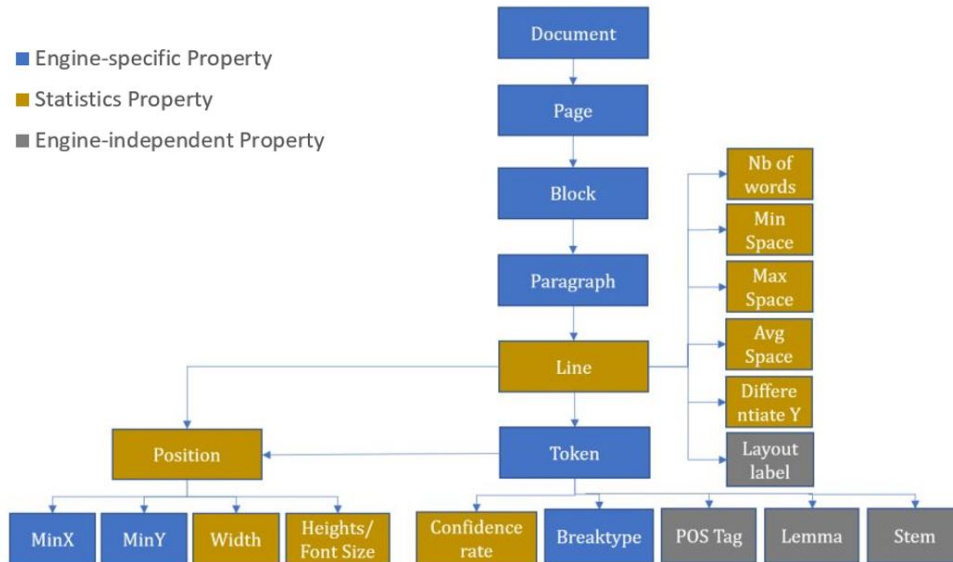 Document
Engine-specific Property
Statistics Property
Page
Engine-independent Property
Nb of
words
Block
Min
Space
Paragraph
Max
Space
Line
Avg
Space
Differe
ntiate Y
Position
Token
Layout
label
MinX
MinY
Width
Heights/
Font Size
Confidence
rate
Breaktype
POS Tag
Lemma
Stem